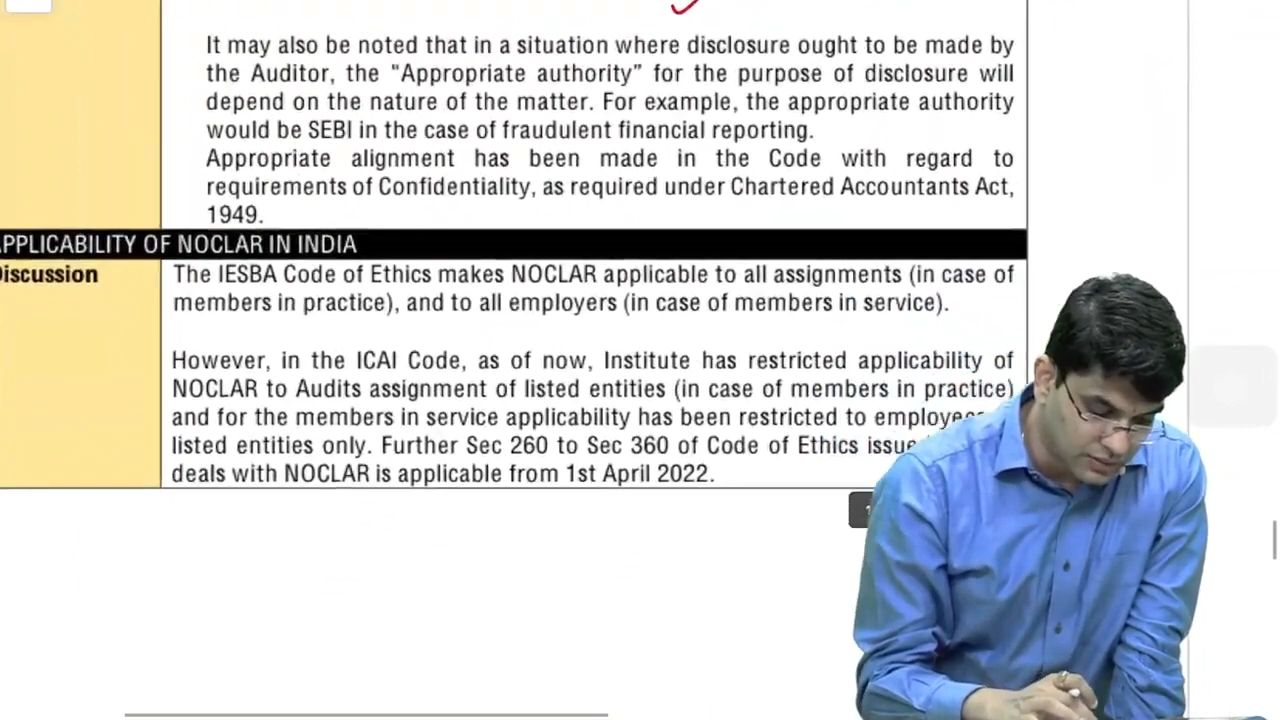 It may also be noted that in a situation where disclosure ought to be made by
the Auditor, the “Appropriate authority” for the purpose of disclosure will
depend on the nature of the matter. For example, the appropriate authority
would be SEBI in the case of fraudulent financial reporting.
Appropriate alignment has been made in the Code with regard to
requirements of Confidentiality, as required under Chartered Accountants Act,
1949.
APPLICABILITY OF NOCLAR IN INDIA
Discussion
The IESBA Code of Ethics makes NOCLAR applicable to all assignments (in case of
members in practice), and to all employers (in case of members in service).
However, in the ICAI Code, as of now, Institute has restricted applicability of
NOCLAR to Audits assignment of listed entities (in case of members in practice)
and for the members in service applicability has been restricted to
listed entities only. Further Sec 260 to Sec 360 of Code of Ethics
deals with NOCLAR is applicable from 1st April 2022.